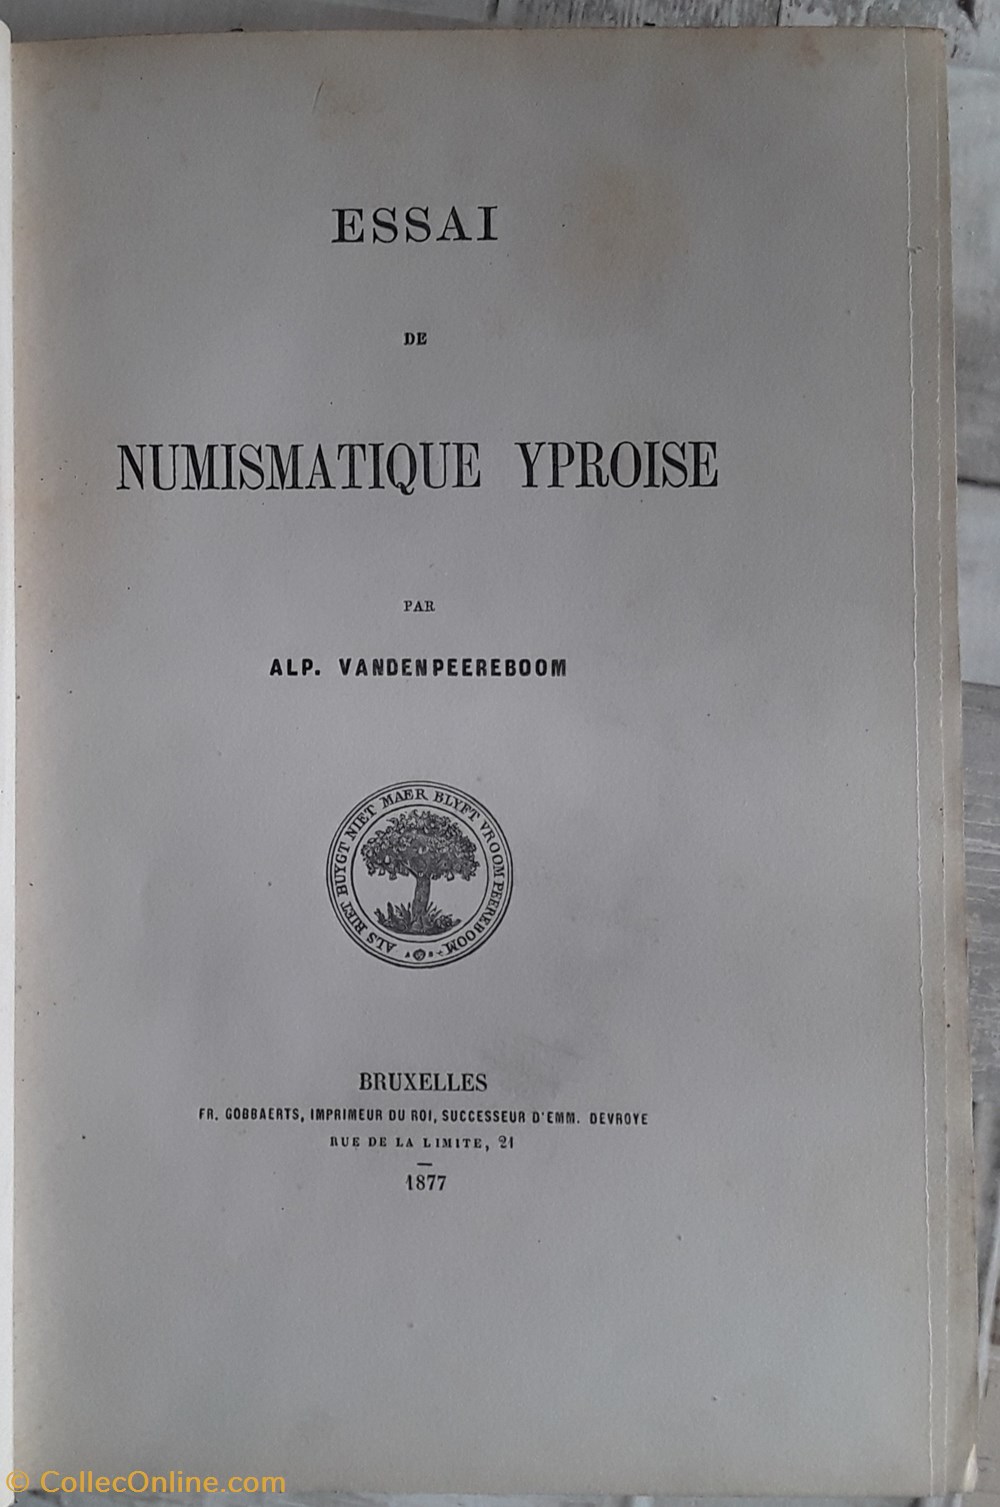 ESSAI
DE
NUMISMATIQUE YPROISE
PAR
ALP. VANDENPEEREBOOM
ALS RIET BUYGT NIET MAER BLYFT VROOM PEEREBOOM
BRUXELLES
FR. GOBBAERTS, IMPRIMEUR DU ROI, SUCCESSEUR D'EMM. DEVROYE
RUE DE LA LIMITE, 21
1877
© CollecOnline.com